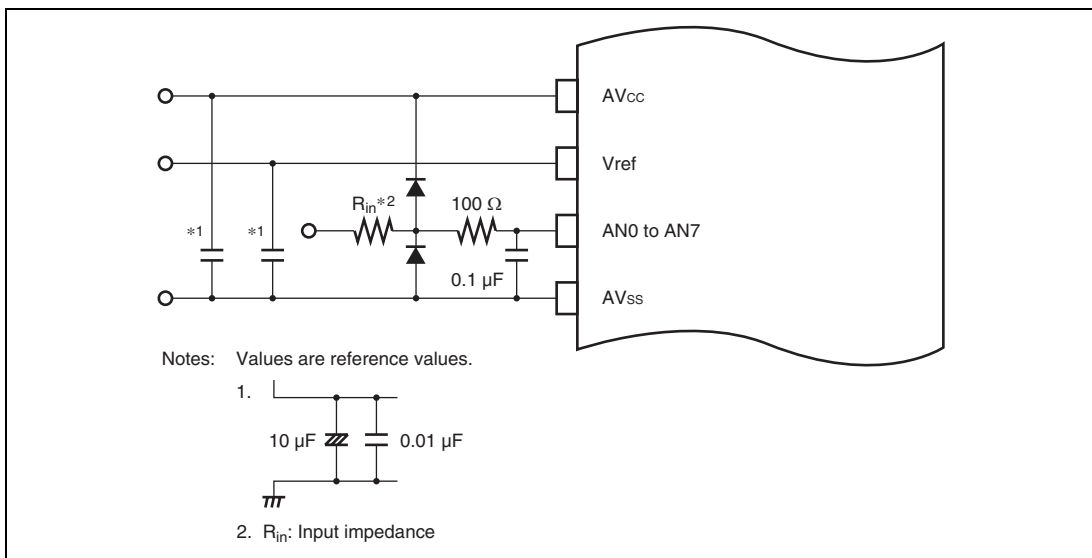 AVcc
Vref
Rin*2
100 Ω
*1
*1
AN0 to AN7
0.1 µF
AVss
Notes: Values are reference values.
1.
10 µF
0.01 µF
2. Rin: Input impedance